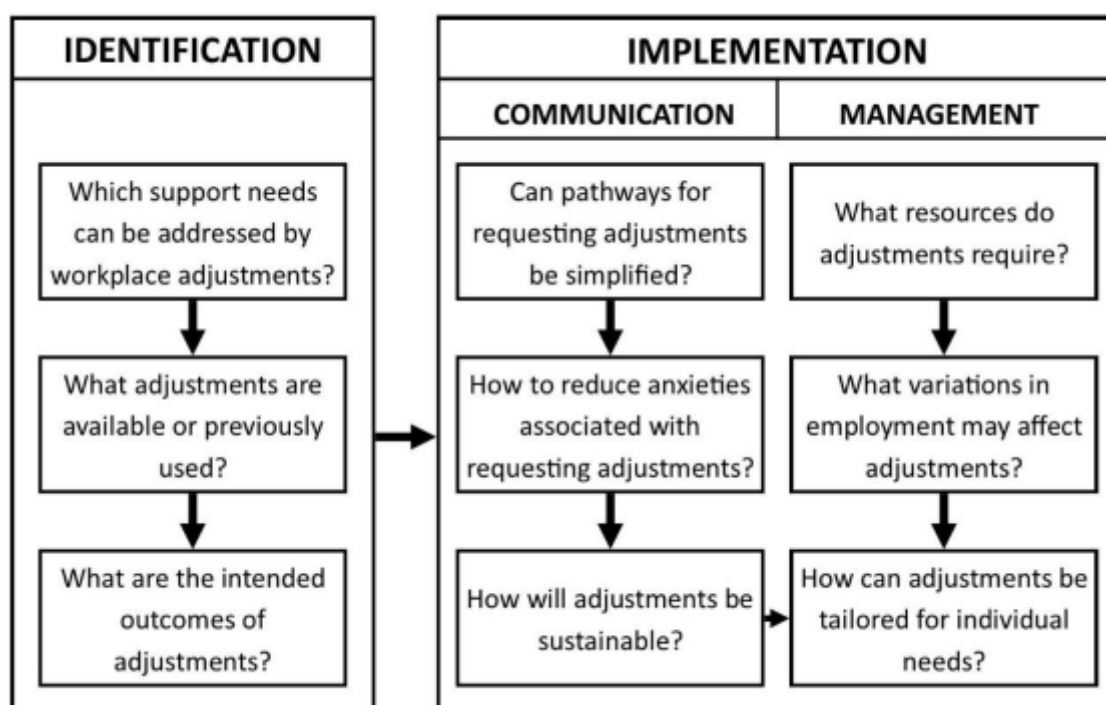 IDENTIFICATION
Which support needs
can be addressed by
workplace adjustments?
What adjustments are
available or previously
used?
What are the intended
outcomes of
adjustments?
IMPLEMENTATION
COMMUNICATION
Can pathways for
requesting adjustments
be simplified?
How to reduce anxieties
associated with
requesting adjustments?
How will adjustments be
sustainable?
MANAGEMENT
What resources do
adjustments require?
What variations in
employment may affect
adjustments?
How can adjustments be
tailored for individual
needs?